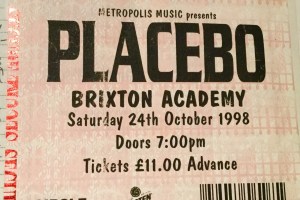 METROPOLIS MUSIC presents
PLACEBO
BRIXTON ACADEMY
Saturday 24th October 1998
Doors 7:00pm
Tickets £11.00 Advance